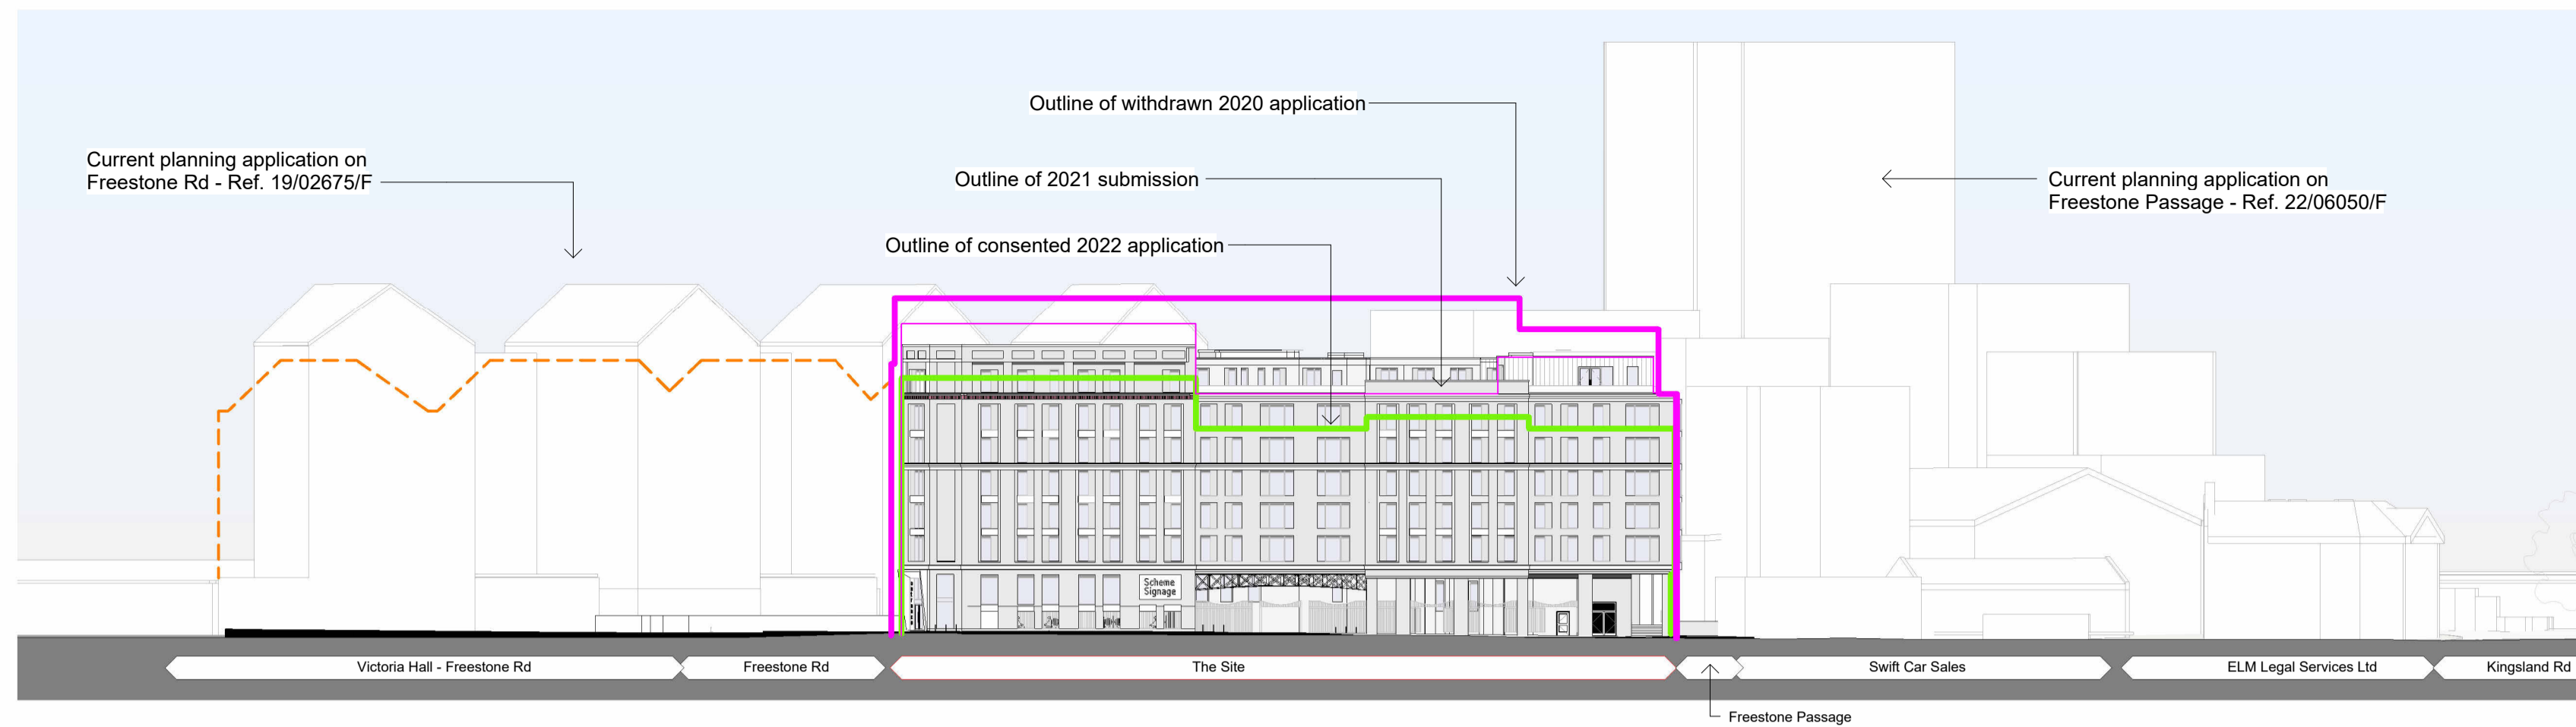 Outline of withdrawn 2020 application
Current planning application on
Freestone Rd - Ref. 19/02675/F
Outline of 2021 submission
Current planning application on
Freestone Passage - Ref. 22/06050/F
Outline of consented 2022 application
Scheme
Signage
Victoria Hall - Freestone Rd
Freestone Rd
The Site
Swift Car Sales
ELM Legal Services Ltd
Kingsland Rd
Freestone Passage